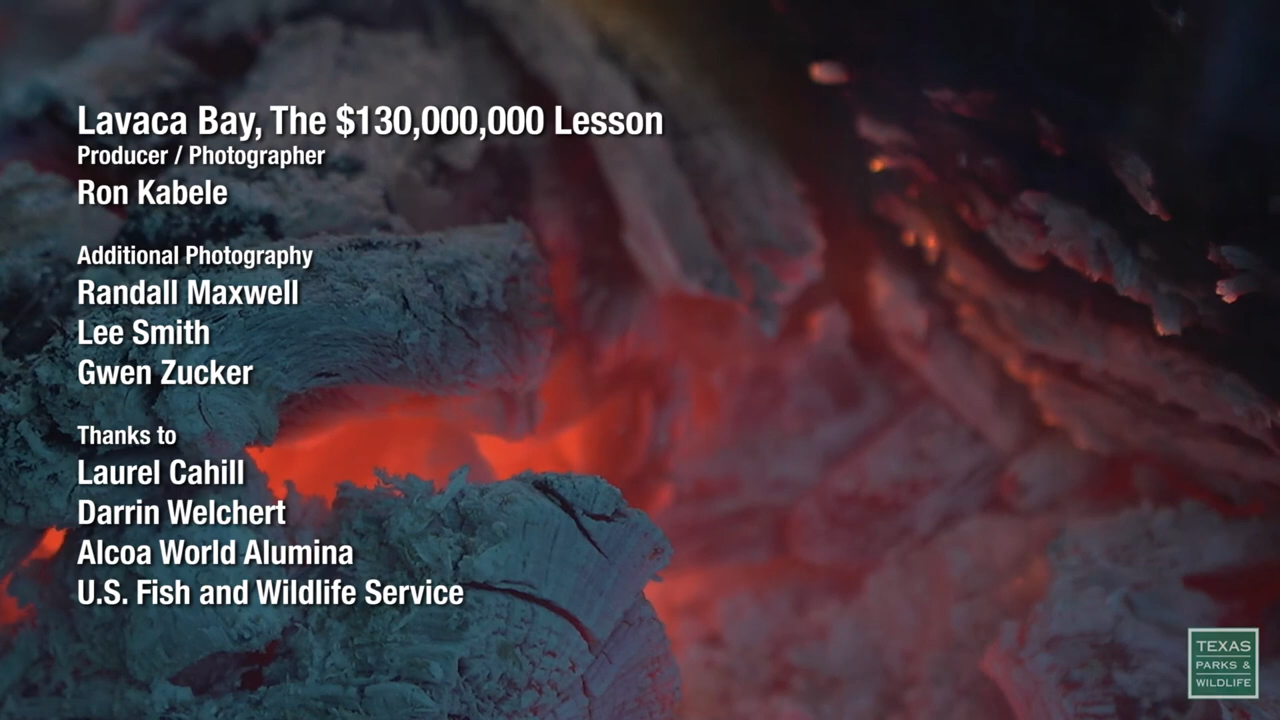 Lavaca Bay, The $130,000,000 Lesson
Producer / Photographer
Ron Kabele
Additional Photography
Randall Maxwell
Lee Smith
Gwen Zucker
Thanks to
Laurel Cahill
Darrin Welchert
Alcoa World Alumina
U.S. Fish and Wildlife Service
TEXAS
PARKS &
WILDLIFE